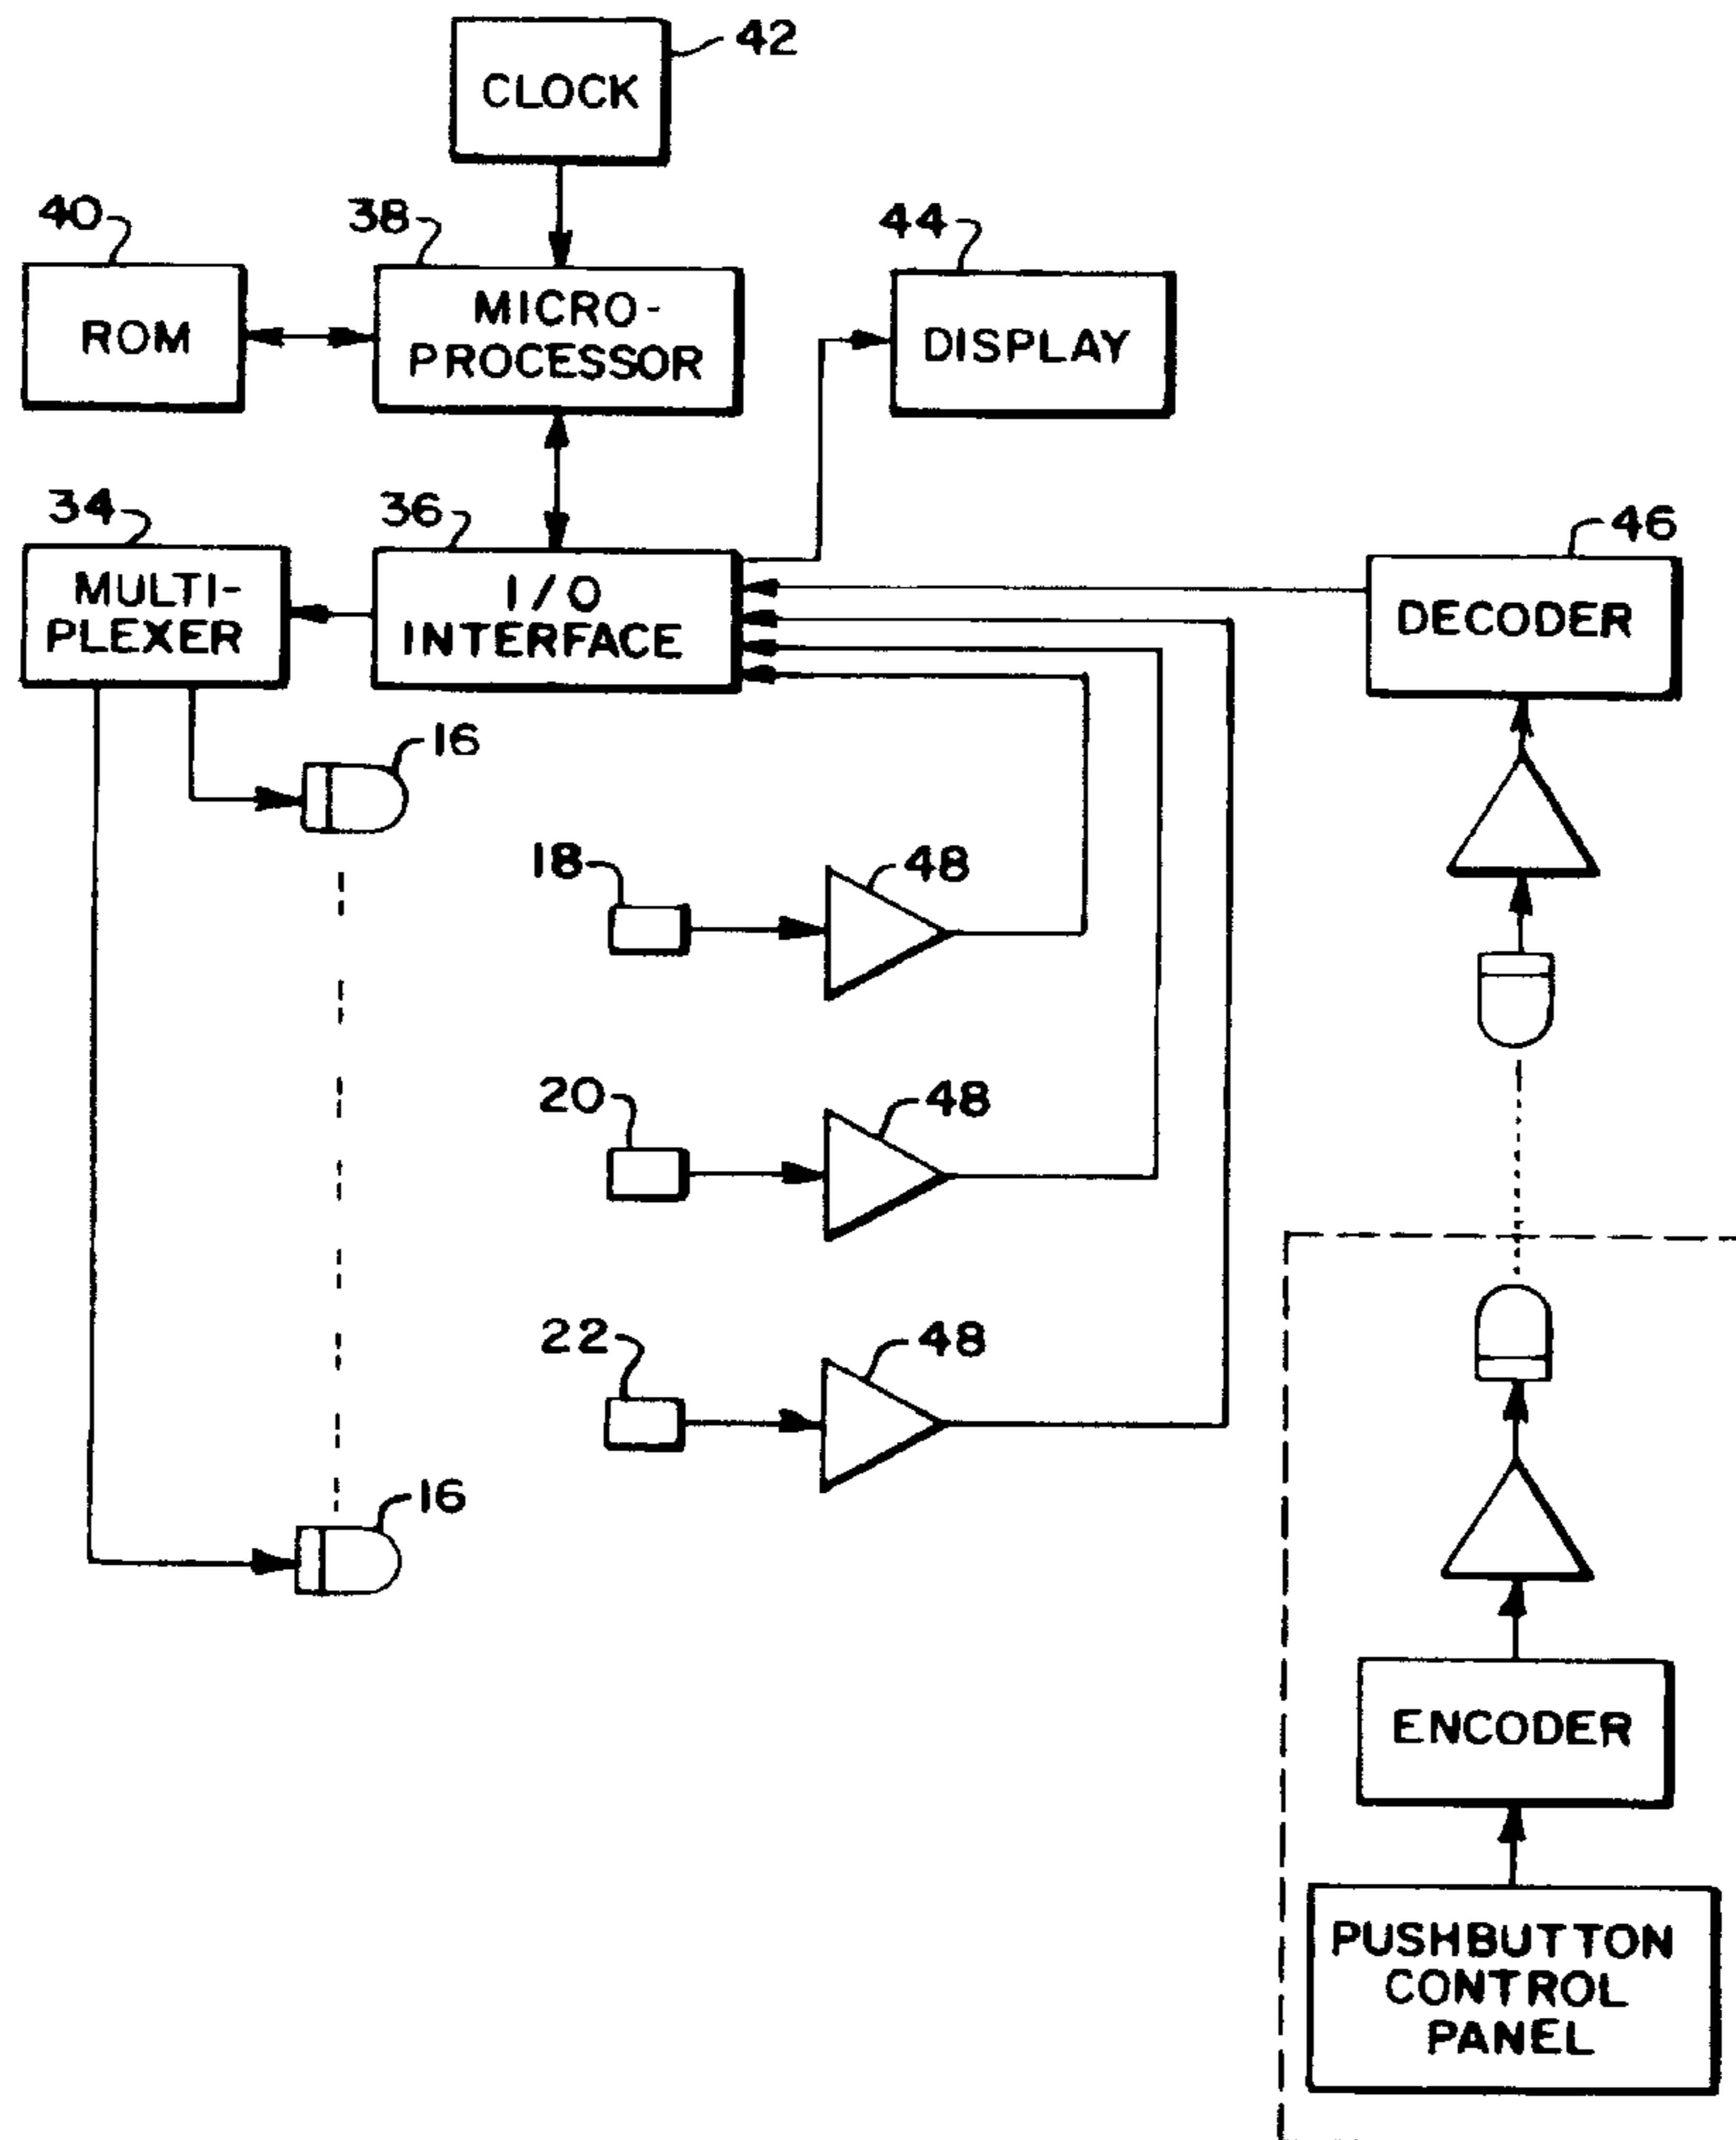 42
CLOCK
40
38
44
ROM
MICRO-
PROCESSOR
DISPLAY
34
36
46
MULTI-
PLEXER
I/O
INTERFACE
DECODER
16
18
48
20
48
22
48
16
ENCODER
PUSHBUTTON
CONTROL
PANEL